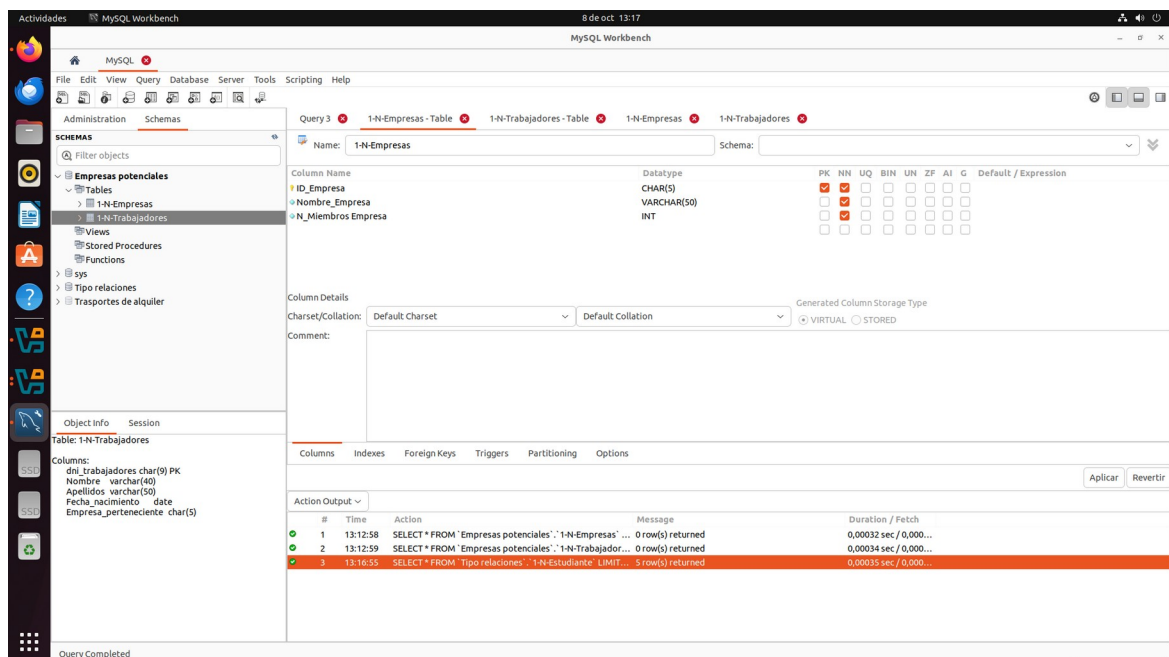 Actividades MySQL Workbench 8 de oct 13:17
MySQL Workbench
MySQL
File Edit View Query Database Server Tools Scripting Help
Administration Schemas
SCHEMAS
Filter objects
Empresas potenciales
Tables
1-N-Empresas
1-N-Trabajadores
Views
Stored Procedures
Functions
sys
Tipo relaciones
Trasportes de alquiler
Query 3 1-N-Empresas - Table 1-N-Trabajadores - Table 1-N-Empresas 1-N-Trabajadores
Name: 1-N-Empresas Schema:
Column Name Datatype PK NN UQ BIN UN ZF AI G Default / Expression
ID_Empresa CHAR(5)
Nombre_Empresa VARCHAR(50)
N_Miembros Empresa INT
Column Details
Charset/Collation: Default Charset Default Collation
Generated Column Storage Type
VIRTUAL STORED
Comment:
Columns Indexes Foreign Keys Triggers Partitioning Options
Aplicar Revertir
Object Info Session
Table: 1-N-Trabajadores
Columns:
dni_trabajadores char(9) PK
Nombre varchar(40)
Apellidos varchar(50)
Fecha_nacimiento date
Empresa_perteneciente char(5)
Action Output
# Time Action Message Duration / Fetch
1 13:12:58 SELECT * FROM `Empresas potenciales`.`1-N-Empresas` ... 0 row(s) returned 0,00032 sec / 0,000...
2 13:12:59 SELECT * FROM `Empresas potenciales`.`1-N-Trabajador... 0 row(s) returned 0,00034 sec / 0,000...
3 13:16:55 SELECT * FROM `Tipo relaciones`.`1-N-Estudiante` LIMIT... 5 row(s) returned 0,00035 sec / 0,000...
SSD
SSD
Query Completed